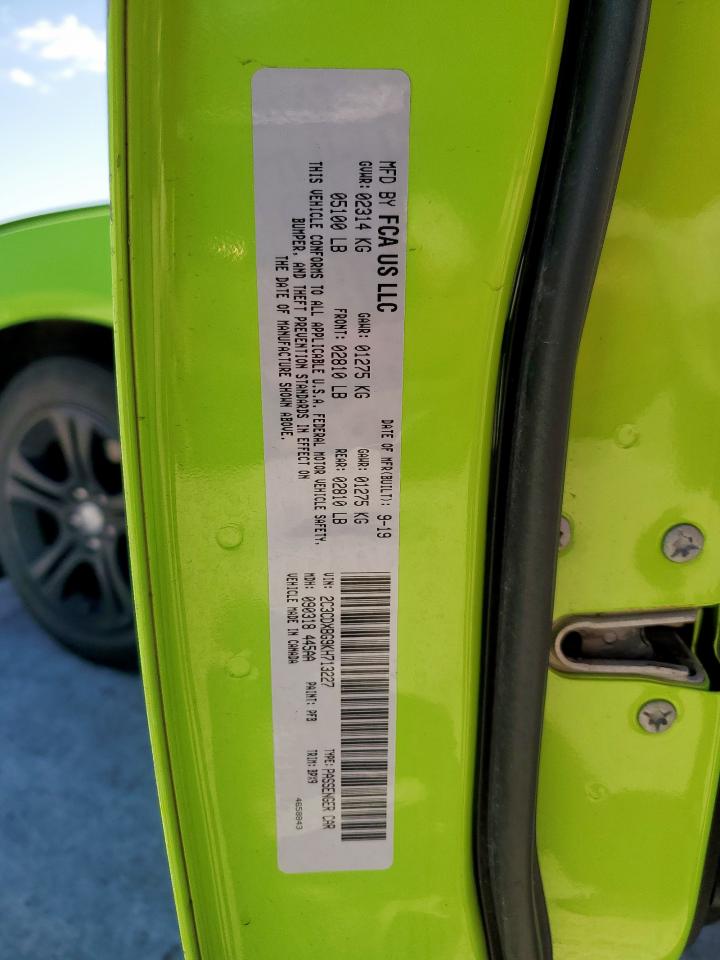 MFD BY FCA US LLC DATE OF MFR(BUILT): 9-19
GVWR: 02314 KG GAWR: 01275 KG GAWR: 01275 KG
05100 LB FRONT: 02810 LB REAR: 02810 LB
THIS VEHICLE CONFORMS TO ALL APPLICABLE U.S.A. FEDERAL MOTOR VEHICLE SAFETY,
BUMPER, AND THEFT PREVENTION STANDARDS IN EFFECT ON
THE DATE OF MANUFACTURE SHOWN ABOVE.
VIN: 2C3CDXBG9KH713227 TYPE: PASSENGER CAR
MDH: 090318 445AA PAINT: PFB TRIM: BPX9
VEHICLE MADE IN CANADA